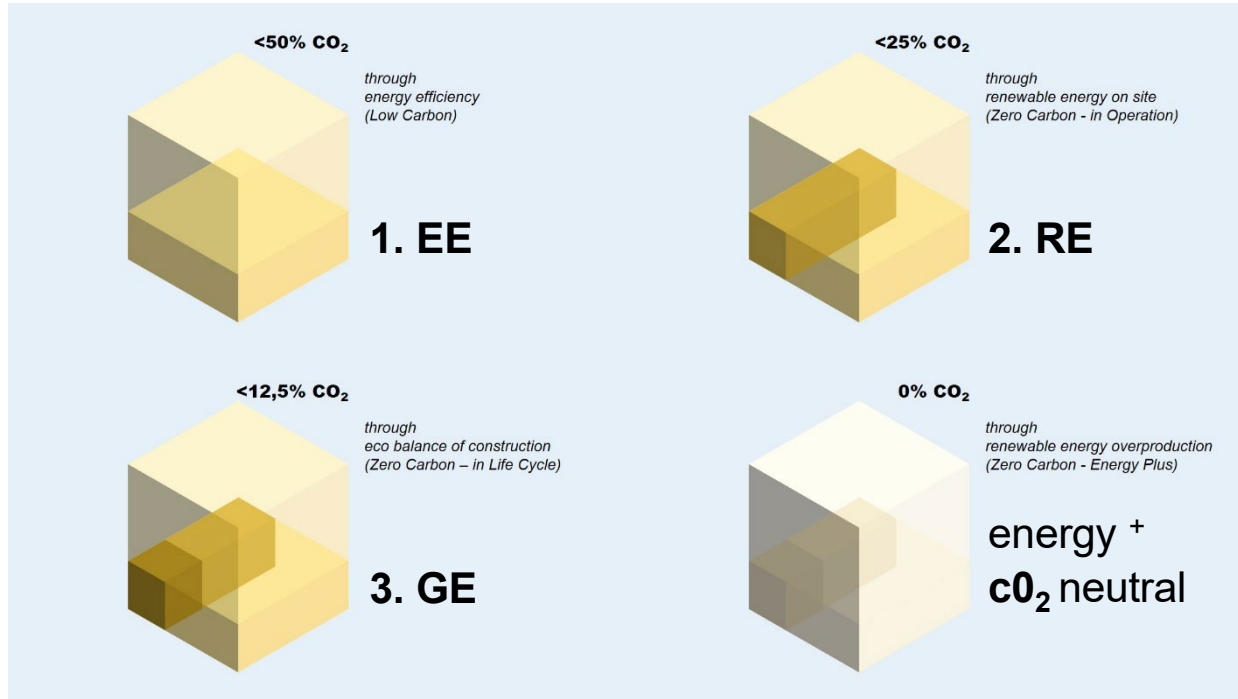 <50% CO₂
through
energy efficiency
(Low Carbon)
1. EE
<25% CO₂
through
renewable energy on site
(Zero Carbon - in Operation)
2. RE
<12,5% CO₂
through
eco balance of construction
(Zero Carbon – in Life Cycle)
3. GE
0% CO₂
through
renewable energy overproduction
(Zero Carbon - Energy Plus)
energy ⁺
c0₂ neutral